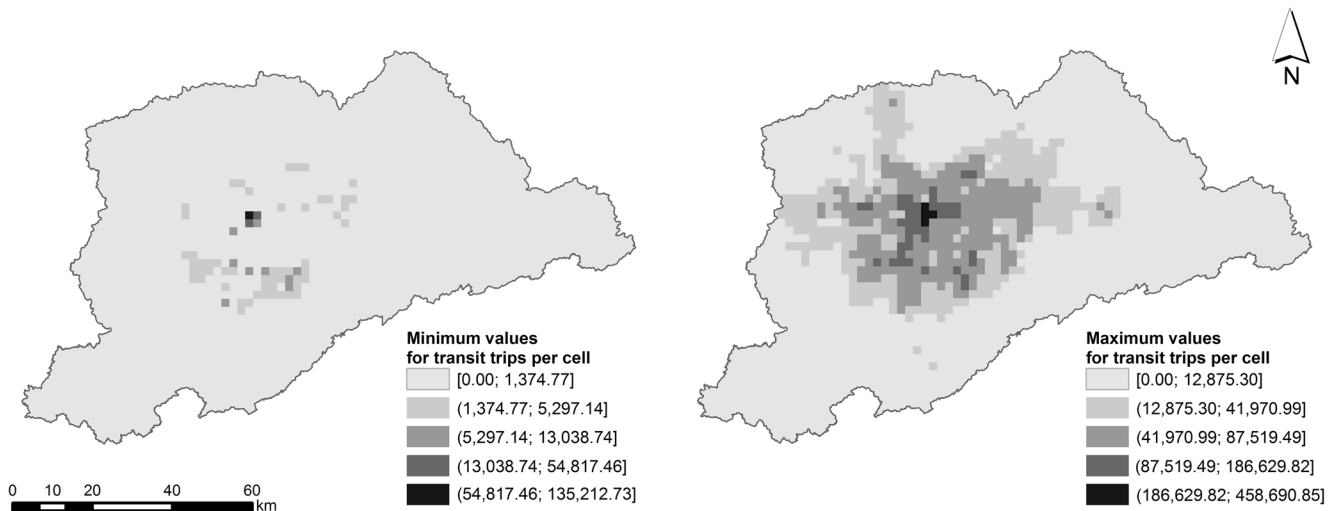 N
Minimum values
for transit trips per cell
[0.00; 1,374.77]
(1,374.77; 5,297.14]
(5,297.14; 13,038.74]
(13,038.74; 54,817.46]
(54,817.46; 135,212.73]
Maximum values
for transit trips per cell
[0.00; 12,875.30]
(12,875.30; 41,970.99]
(41,970.99; 87,519.49]
(87,519.49; 186,629.82]
(186,629.82; 458,690.85]
0 10 20 40 60
km